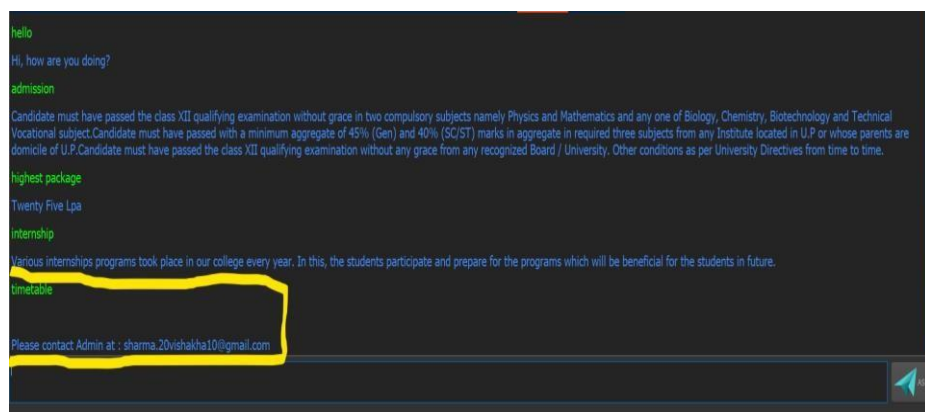 hello
Hi, how are you doing?
admission
Candidate must have passed the class XII qualifying examination without grace in two compulsory subjects namely Physics and Mathematics and any one of Biology, Chemistry, Biotechnology and Technical
Vocational subject.Candidate must have passed with a minimum aggregate of 45% (Gen) and 40% (SC/ST) marks in aggregate in required three subjects from any Institute located in U.P or whose parents are
domicile of U.P.Candidate must have passed the class XII qualifying examination without any grace from any recognized Board / University. Other conditions as per University Directives from time to time.
highest package
Twenty Five Lpa
internship
Various internships programs took place in our college every year. In this, the students participate and prepare for the programs which will be beneficial for the students in future.
timetable
Please contact Admin at : sharma.20vishakha10@gmail.com